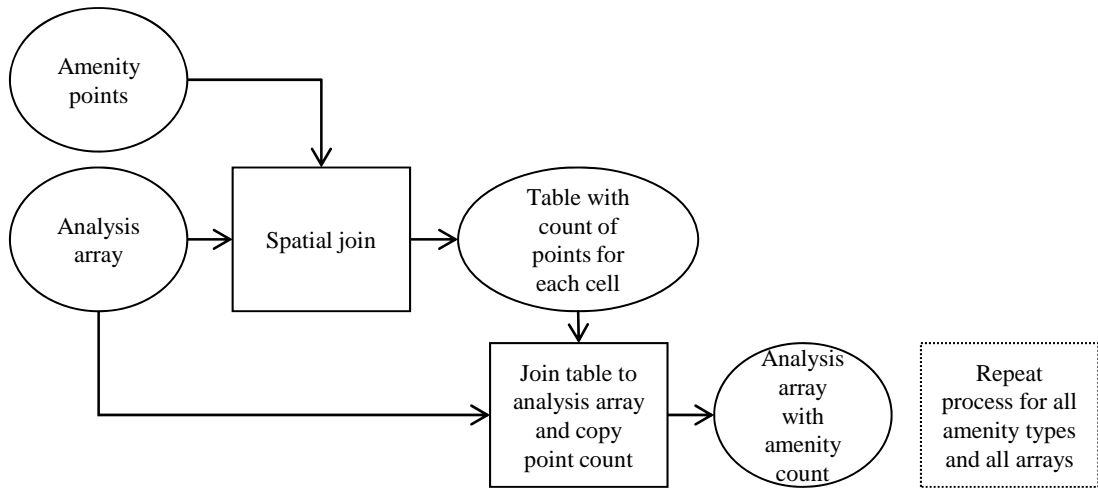 Amenity
points
Analysis
array
Spatial join
Table with
count of
points for
each cell
Join table to
analysis array
and copy
point count
Analysis
array
with
amenity
count
Repeat
process for all
amenity types
and all arrays